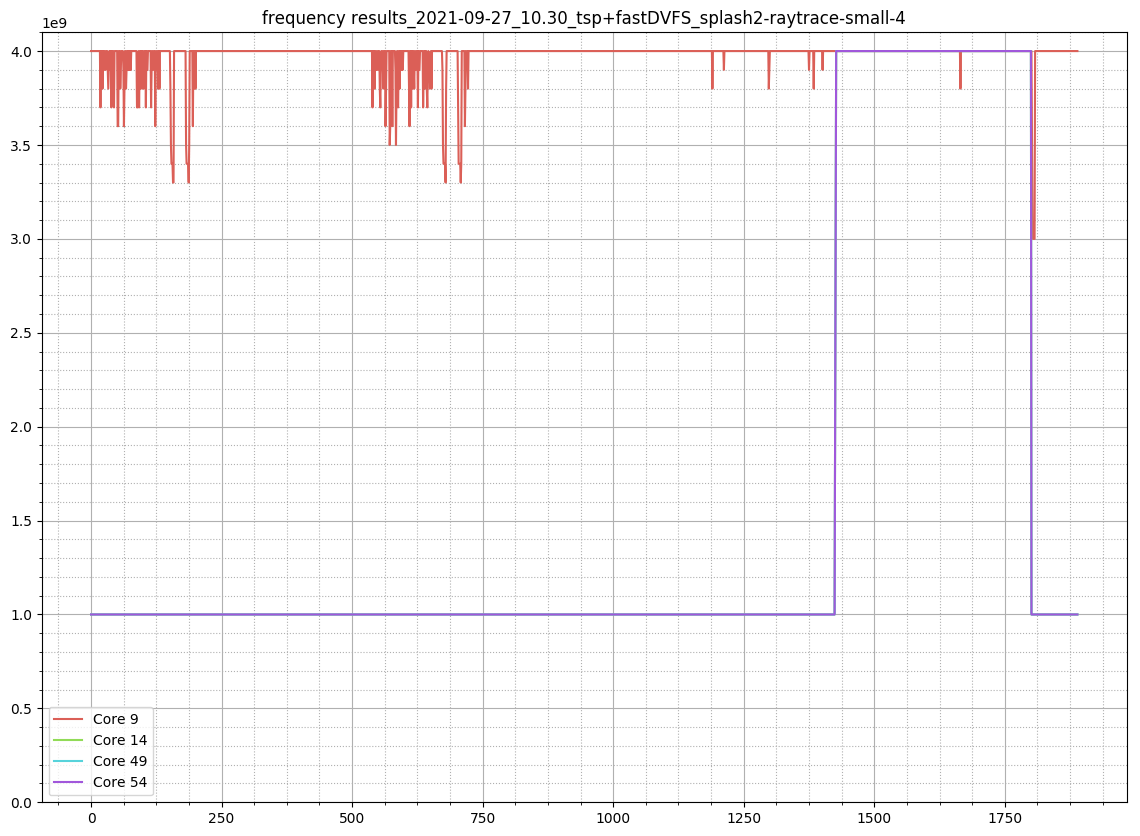 frequency results_2021-09-27_10.30_tsp+fastDVFS_splash2-raytrace-small-4
1e9
4.0
3.5
3.0
2.5
2.0
1.5
1.0
0.5
0.0
Core 9
Core 14
Core 49
Core 54
0 250 500 750 1000 1250 1500 1750